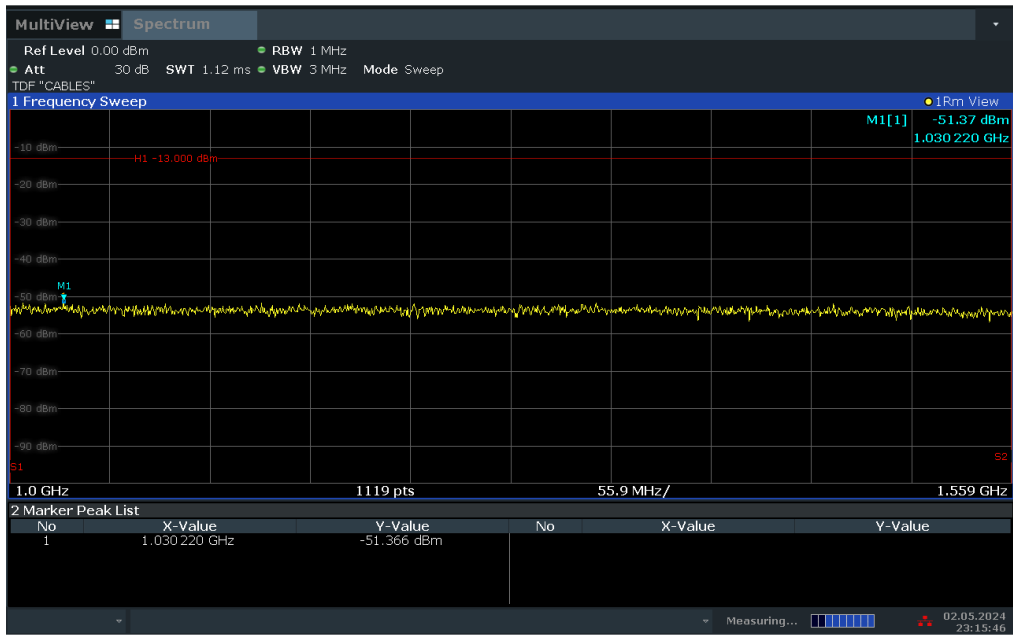 MultiView Spectrum
Ref Level 0.00 dBm RBW 1 MHz
Att 30 dB SWT 1.12 ms VBW 3 MHz Mode Sweep
TDF "CABLES"
1 Frequency Sweep 1Rm View
M1[1] -51.37 dBm
1.030 220 GHz
-10 dBm
H1 -13.000 dBm
-20 dBm
-30 dBm
-40 dBm
M1
-50 dBm
-60 dBm
-70 dBm
-80 dBm
-90 dBm
S1 S2
1.0 GHz 1119 pts 55.9 MHz/ 1.559 GHz
2 Marker Peak List
No X-Value Y-Value No X-Value Y-Value
1 1.030 220 GHz -51.366 dBm
Measuring... 02.05.2024
23:15:46